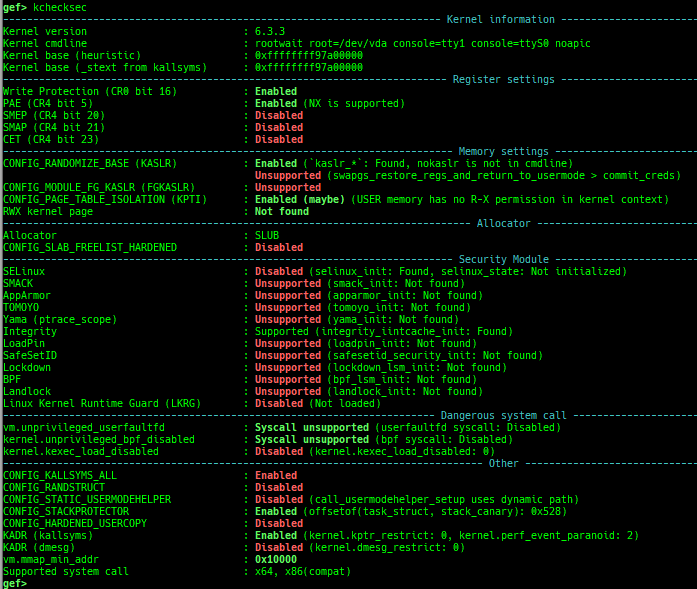 gef> kchecksec
Kernel information
Kernel version : 6.3.3
Kernel cmdline : rootwait root=/dev/vda console=tty1 console=ttyS0 noapic
Kernel base (heuristic) : 0xffffffff97a00000
Kernel base (_stext from kallsyms) : 0xffffffff97a00000
Register settings
Write Protection (CR0 bit 16) : Enabled
PAE (CR4 bit 5) : Enabled (NX is supported)
SMEP (CR4 bit 20) : Disabled
SMAP (CR4 bit 21) : Disabled
CET (CR4 bit 23) : Disabled
Memory settings
CONFIG_RANDOMIZE_BASE (KASLR) : Enabled (`kaslr_*`: Found, nokaslr is not in cmdline)
Unsupported (swapgs_restore_regs_and_return_to_usermode > commit_creds)
CONFIG_MODULE_FG_KASLR (FGKASLR) : Unsupported
CONFIG_PAGE_TABLE_ISOLATION (KPTI) : Enabled (maybe) (USER memory has no R-X permission in kernel context)
RWX kernel page : Not found
Allocator
Allocator : SLUB
CONFIG_SLAB_FREELIST_HARDENED : Disabled
Security Module
SELinux : Disabled (selinux_init: Found, selinux_state: Not initialized)
SMACK : Unsupported (smack_init: Not found)
AppArmor : Unsupported (apparmor_init: Not found)
TOMOYO : Unsupported (tomoyo_init: Not found)
Yama (ptrace_scope) : Unsupported (yama_init: Not found)
Integrity : Supported (integrity_iintcache_init: Found)
LoadPin : Unsupported (loadpin_init: Not found)
SafeSetID : Unsupported (safesetid_security_init: Not found)
Lockdown : Unsupported (lockdown_lsm_init: Not found)
BPF : Unsupported (bpf_lsm_init: Not found)
Landlock : Unsupported (landlock_init: Not found)
Linux Kernel Runtime Guard (LKRG) : Disabled (Not loaded)
Dangerous system call
vm.unprivileged_userfaultfd : Syscall unsupported (userfaultfd syscall: Disabled)
kernel.unprivileged_bpf_disabled : Syscall unsupported (bpf syscall: Disabled)
kernel.kexec_load_disabled : Disabled (kernel.kexec_load_disabled: 0)
Other
CONFIG_KALLSYMS_ALL : Enabled
CONFIG_RANDSTRUCT : Disabled
CONFIG_STATIC_USERMODEHELPER : Disabled (call_usermodehelper_setup uses dynamic path)
CONFIG_STACKPROTECTOR : Enabled (offsetof(task_struct, stack_canary): 0x528)
CONFIG_HARDENED_USERCOPY : Disabled
KADR (kallsyms) : Enabled (kernel.kptr_restrict: 0, kernel.perf_event_paranoid: 2)
KADR (dmesg) : Disabled (kernel.dmesg_restrict: 0)
vm.mmap_min_addr : 0x10000
Supported system call : x64, x86(compat)
gef>